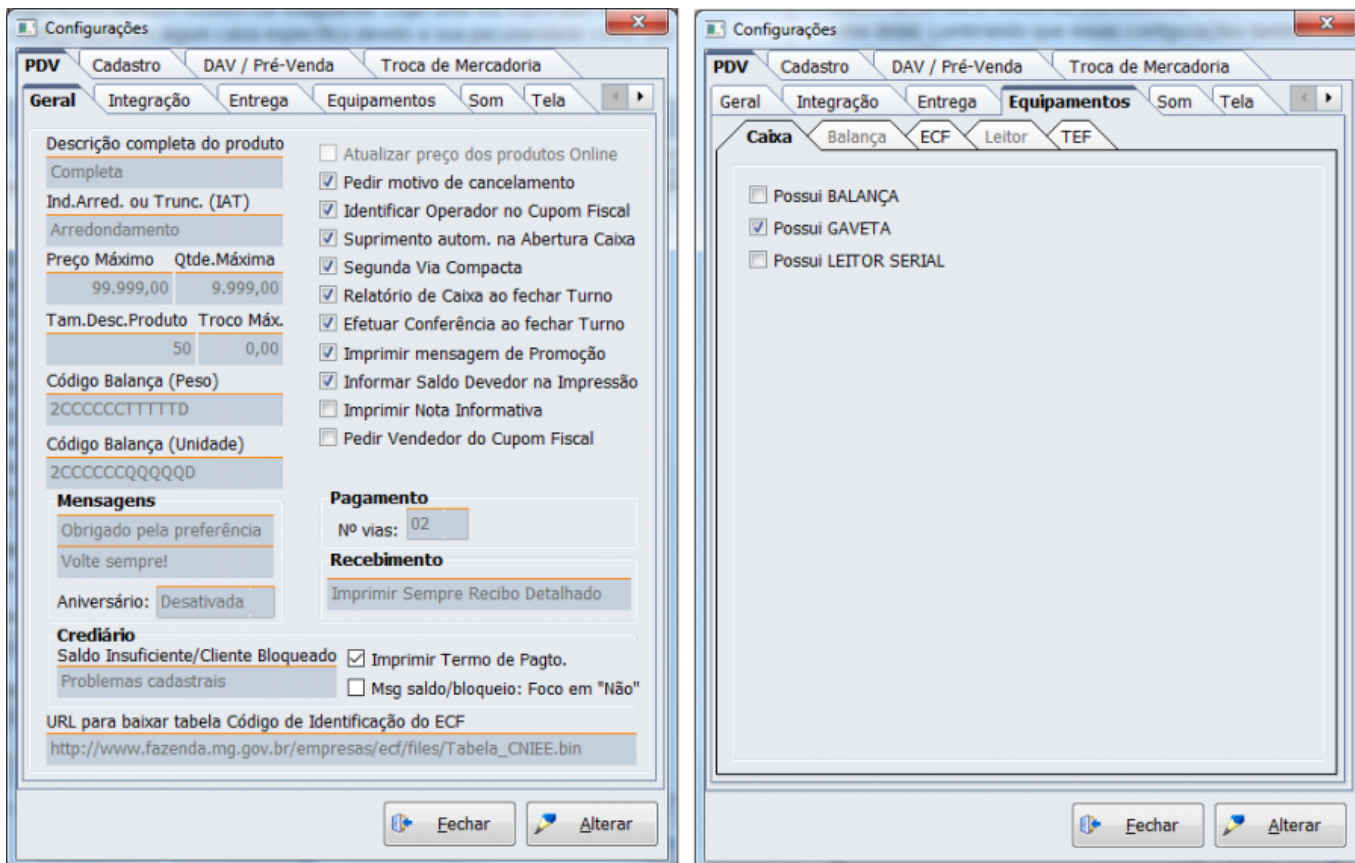 Configurações
PDV Cadastro DAV / Pré-Venda Troca de Mercadoria
Geral Integração Entrega Equipamentos Som Tela
Descrição completa do produto
Completa
Ind.Arred. ou Trunc. (IAT)
Arredondamento
Preço Máximo Qtde.Máxima
99.999,00 9.999,00
Tam.Desc.Produto Troco Máx.
50 0,00
Código Balança (Peso)
2CCCCCCTTTTTD
Código Balança (Unidade)
2CCCCCCQQQQQD
Atualizar preço dos produtos Online
Pedir motivo de cancelamento
Identificar Operador no Cupom Fiscal
Suprimento autom. na Abertura Caixa
Segunda Via Compacta
Relatório de Caixa ao fechar Turno
Efetuar Conferência ao fechar Turno
Imprimir mensagem de Promoção
Informar Saldo Devedor na Impressão
Imprimir Nota Informativa
Pedir Vendedor do Cupom Fiscal
Mensagens
Obrigado pela preferência
Volte sempre!
Aniversário: Desativada
Pagamento
Nº vias: 02
Recebimento
Imprimir Sempre Recibo Detalhado
Crediário
Saldo Insuficiente/Cliente Bloqueado
Problemas cadastrais
Imprimir Termo de Pagto.
Msg saldo/bloqueio: Foco em "Não"
URL para baixar tabela Código de Identificação do ECF
http://www.fazenda.mg.gov.br/empresas/ecf/files/Tabela_CNIEE.bin
Fechar Alterar
Configurações
PDV Cadastro DAV / Pré-Venda Troca de Mercadoria
Geral Integração Entrega Equipamentos Som Tela
Caixa Balança ECF Leitor TEF
Possui BALANÇA
Possui GAVETA
Possui LEITOR SERIAL
Fechar Alterar